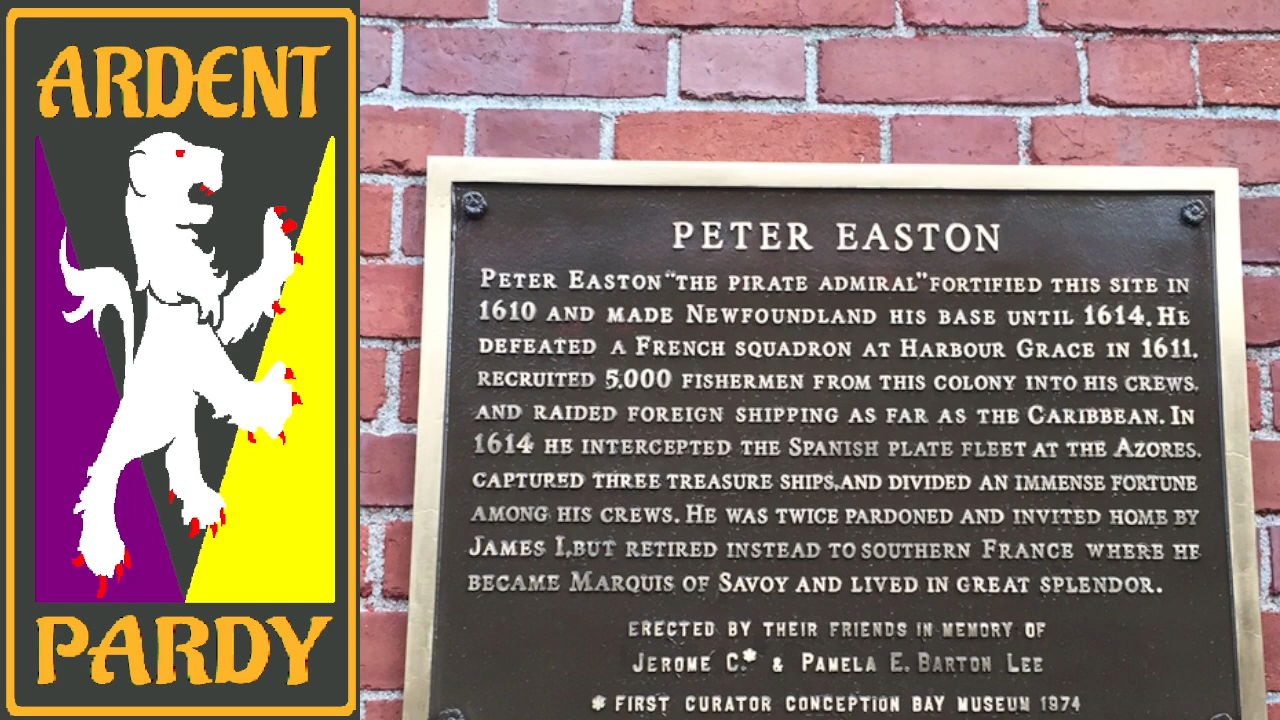 ARDENT
PARDY
PETER EASTON
PETER EASTON "THE PIRATE ADMIRAL" FORTIFIED THIS SITE IN
1610 AND MADE NEWFOUNDLAND HIS BASE UNTIL 1614. HE
DEFEATED A FRENCH SQUADRON AT HARBOUR GRACE IN 1611.
RECRUITED 5,000 FISHERMEN FROM THIS COLONY INTO HIS CREWS,
AND RAIDED FOREIGN SHIPPING AS FAR AS THE CARIBBEAN. IN
1614 HE INTERCEPTED THE SPANISH PLATE FLEET AT THE AZORES,
CAPTURED THREE TREASURE SHIPS, AND DIVIDED AN IMMENSE FORTUNE
AMONG HIS CREWS. HE WAS TWICE PARDONED AND INVITED HOME BY
JAMES I, BUT RETIRED INSTEAD TO SOUTHERN FRANCE WHERE HE
BECAME MARQUIS OF SAVOY AND LIVED IN GREAT SPLENDOR.
ERECTED BY THEIR FRIENDS IN MEMORY OF
JEROME C.* & PAMELA E. BARTON LEE
* FIRST CURATOR CONCEPTION BAY MUSEUM 1974